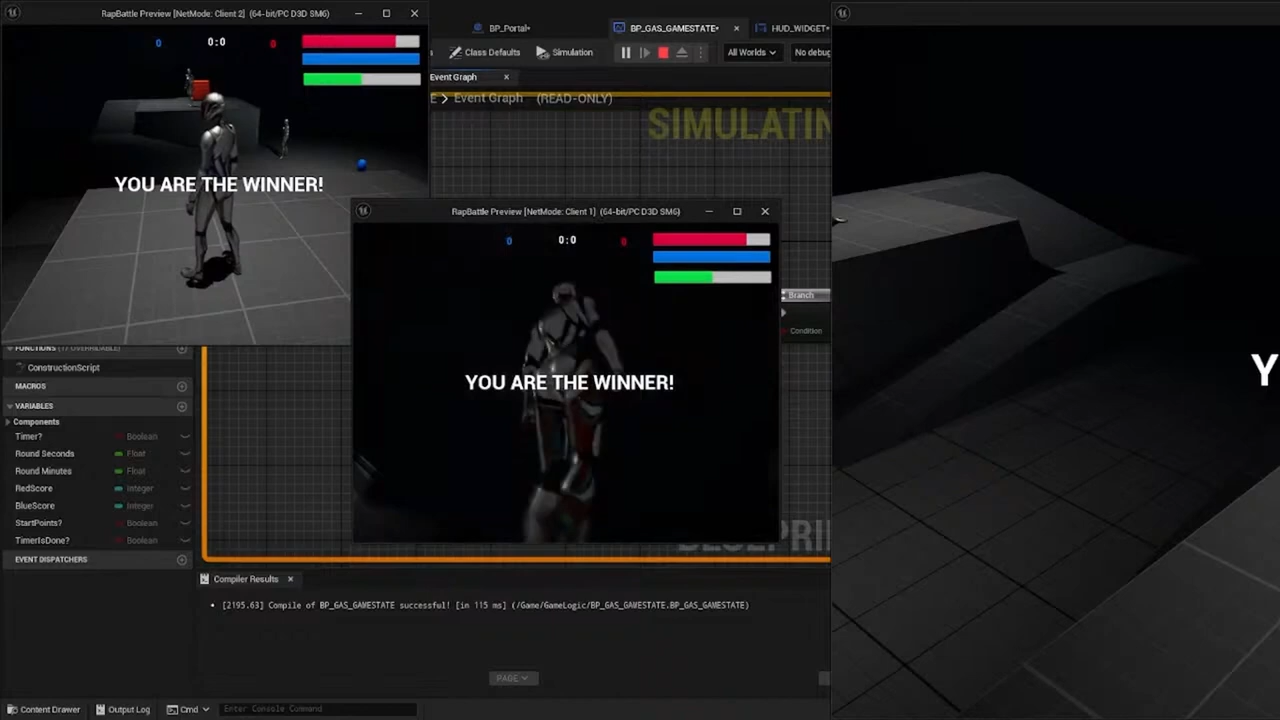 RapBattle Preview [NetMode: Client 2] (64-bit/PC D3D SM6)
0
0:0
0
YOU ARE THE WINNER!
BP_Portal•
BP_GAS_GAMESTATE•
HUD_WIDGET•
Class Defaults
Simulation
All Worlds
No debug
Event Graph
Event Graph (READ-ONLY)
SIMULATIN
RapBattle Preview [NetMode: Client 1] (64-bit/PC D3D SM6)
0
0:0
0
YOU ARE THE WINNER!
Branch
Condition
FUNCTIONS (17 OVERRIDABLE)
ConstructionScript
MACROS
VARIABLES
Components
Timer? Boolean
Round Seconds Float
Round Minutes Float
RedScore Integer
BlueScore Integer
StartPoints? Boolean
TimerIsDone? Boolean
EVENT DISPATCHERS
Compiler Results
[2195.63] Compile of BP_GAS_GAMESTATE successful! [in 115 ms] (/Game/GameLogic/BP_GAS_GAMESTATE.BP_GAS_GAMESTATE)
PAGE
Content Drawer
Output Log
Cmd
Enter Console Command
Y